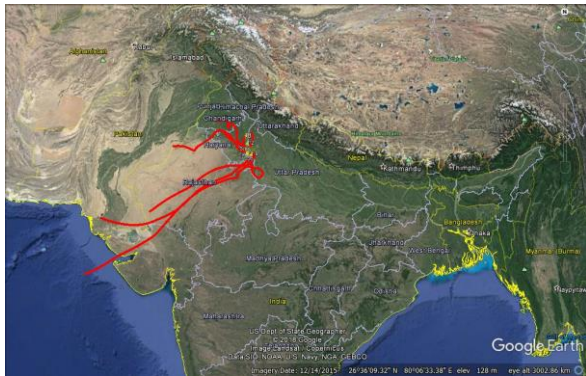 Afghanistan
Kabul
Islamabad
Himachal Pradesh
Chandigarh
Uttarakhand
Pakistan
Haryana
Nepal
Kathmandu
Thimphu
Rajasthan
Uttar Pradesh
Bihar
Bangladesh
Dhaka
Jharkhand
West Bengal
Myanmar (Burma)
Madhya Pradesh
Chhattisgarh
Odisha
India
Maharashtra
US Dept of State Geographer
© 2018 Google
Image Landsat / Copernicus
Data SIO, NOAA, U.S. Navy, NGA, GEBCO
Google Earth
Imagery Date: 12/14/2015 26°36'09.32" N 80°06'33.38" E elev 128 m eye alt 3002.86 km